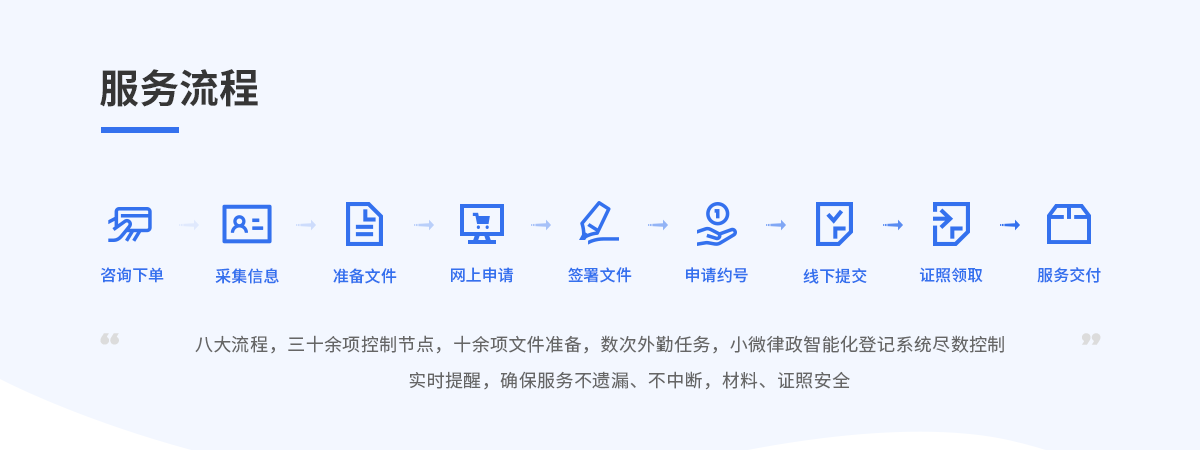 服务流程
咨询下单 采集信息 准备文件 网上申请 签署文件 申请约号 线下提交 证照领取 服务交付
八大流程，三十余项控制节点，十余项文件准备，数次外勤任务，小微律政智能化登记系统尽数控制
实时提醒，确保服务不遗漏、不中断，材料、证照安全